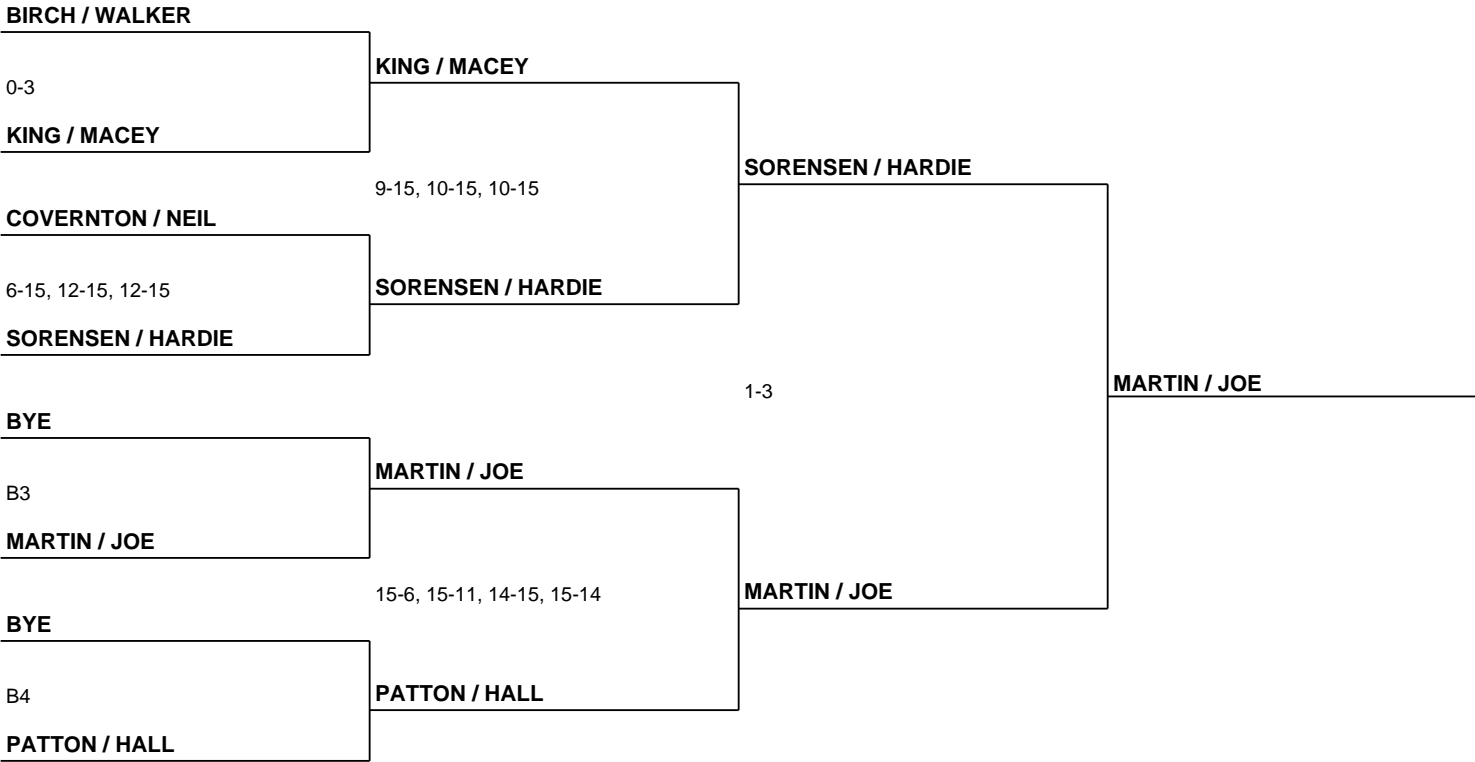 BIRCH / WALKER
0-3
KING / MACEY
COVERNTON / NEIL
6-15, 12-15, 12-15
SORENSEN / HARDIE
BYE
B3
MARTIN / JOE
BYE
B4
PATTON / HALL
KING / MACEY
9-15, 10-15, 10-15
SORENSEN / HARDIE
MARTIN / JOE
15-6, 15-11, 14-15, 15-14
PATTON / HALL
SORENSEN / HARDIE
1-3
MARTIN / JOE
MARTIN / JOE